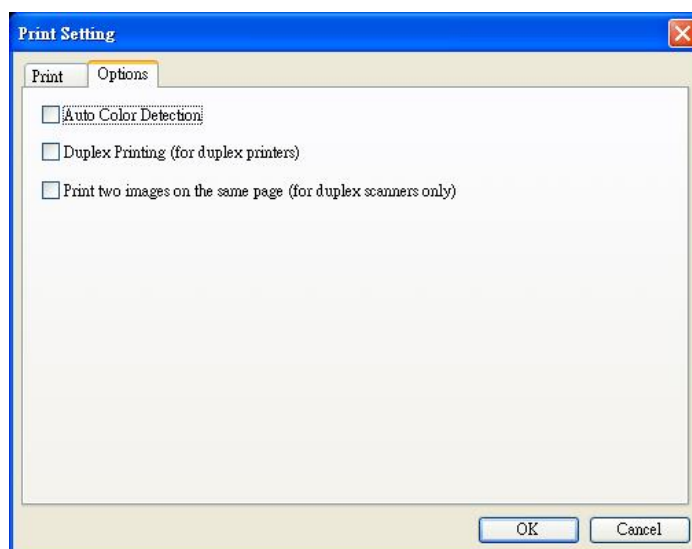 Print Setting
Print
Options
Auto Color Detection
Duplex Printing (for duplex printers)
Print two images on the same page (for duplex scanners only)
OK
Cancel